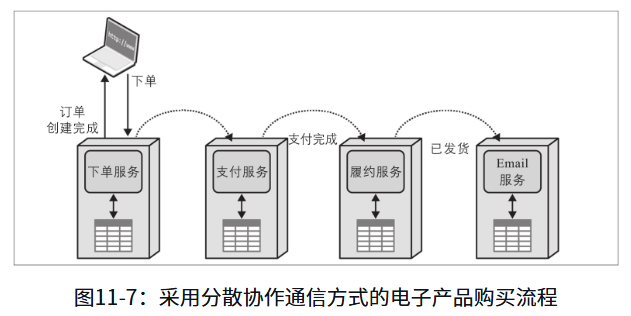 http://www
下单
订单
创建完成
支付完成
已发货
下单服务
支付服务
履约服务
Email
服务
图11-7：采用分散协作通信方式的电子产品购买流程